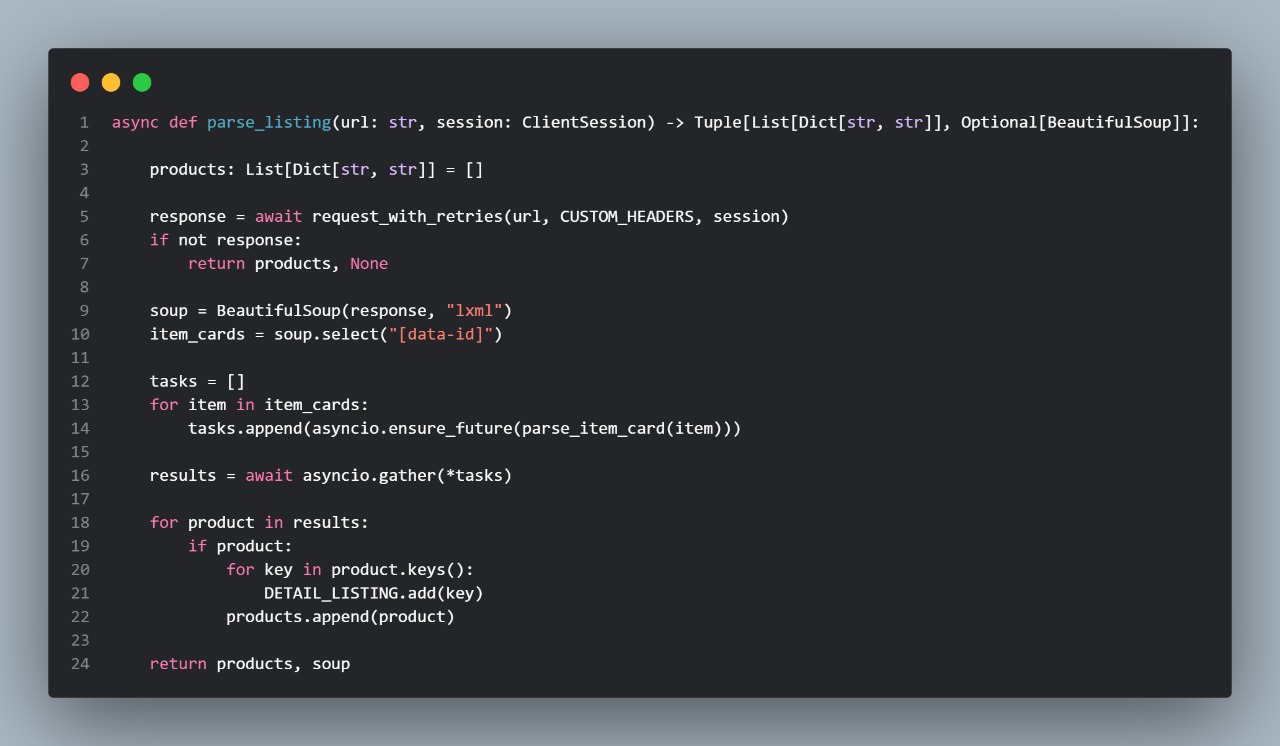 1 async def parse_listing(url: str, session: ClientSession) -> Tuple[List[Dict[str, str]], Optional[BeautifulSoup]]:
2
3     products: List[Dict[str, str]] = []
4
5     response = await request_with_retries(url, CUSTOM_HEADERS, session)
6     if not response:
7         return products, None
8
9     soup = BeautifulSoup(response, "lxml")
10     item_cards = soup.select("[data-id]")
11
12     tasks = []
13     for item in item_cards:
14         tasks.append(asyncio.ensure_future(parse_item_card(item)))
15
16     results = await asyncio.gather(*tasks)
17
18     for product in results:
19         if product:
20             for key in product.keys():
21                 DETAIL_LISTING.add(key)
22             products.append(product)
23
24     return products, soup